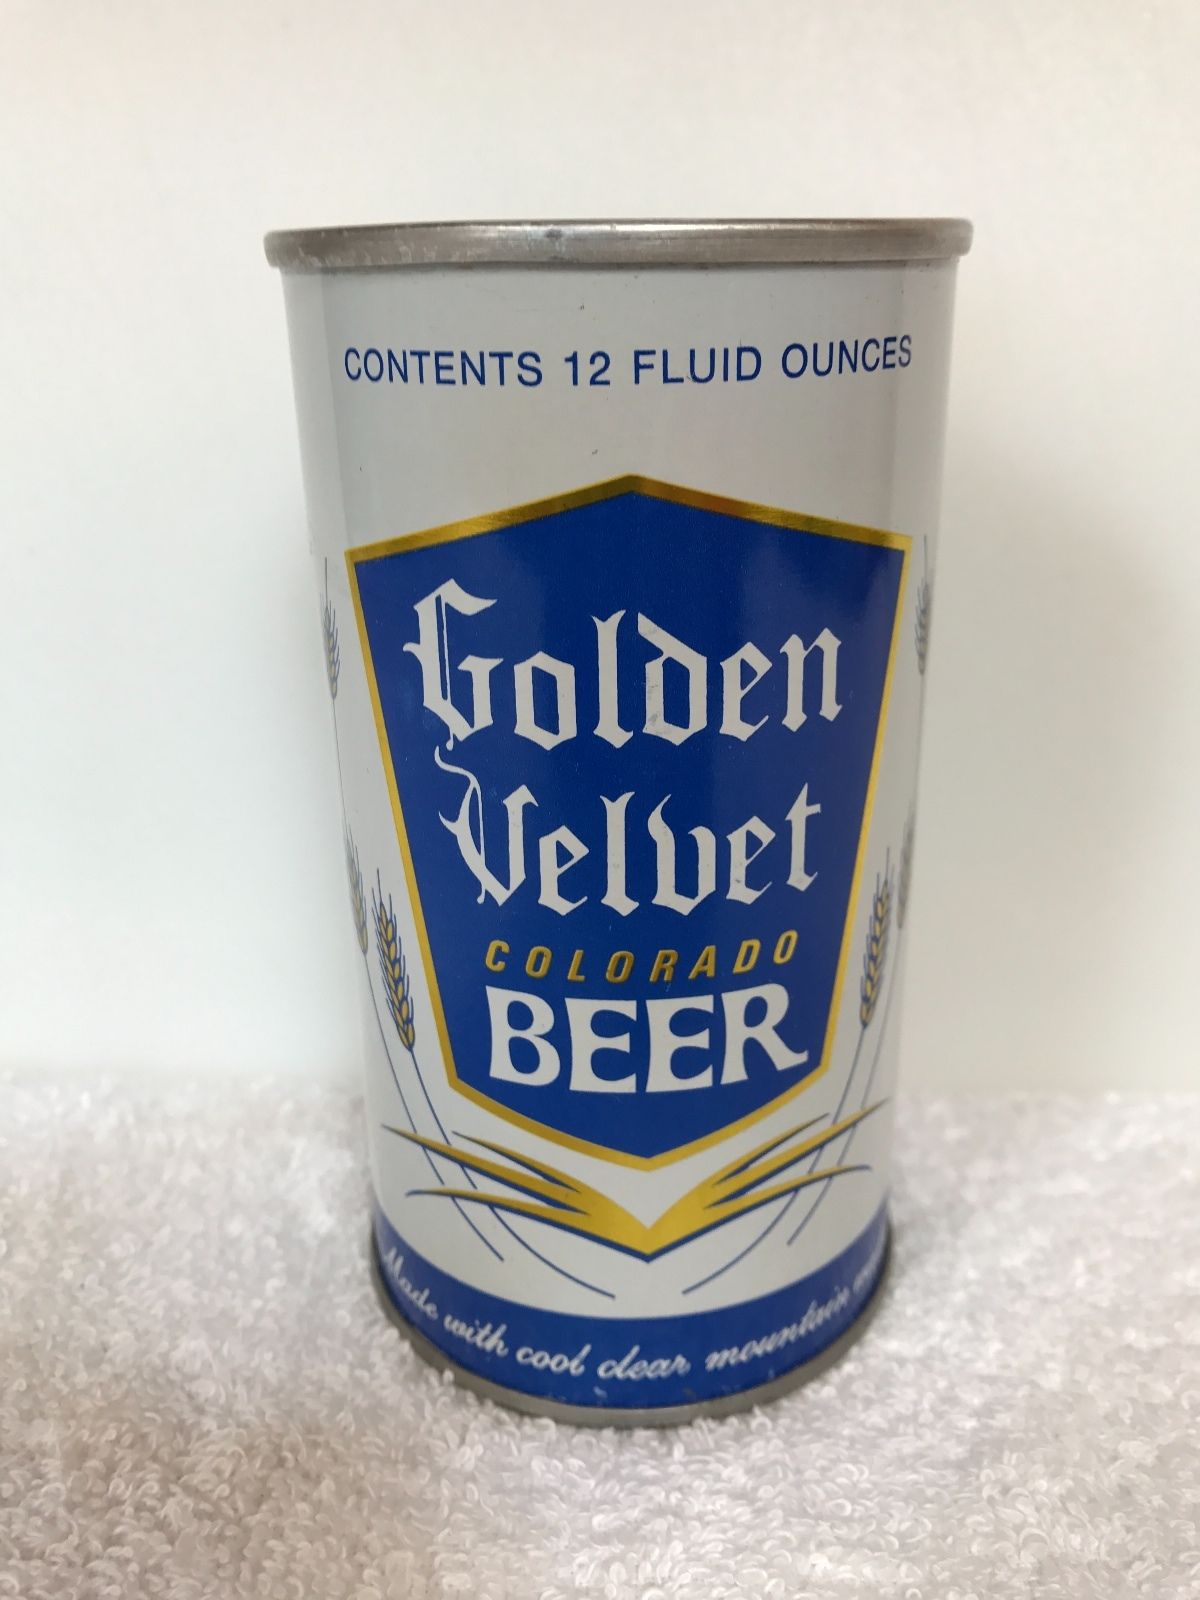 CONTENTS 12 FLUID OUNCES
Golden
Velvet
COLORADO
BEER
Made with cool clear mountain